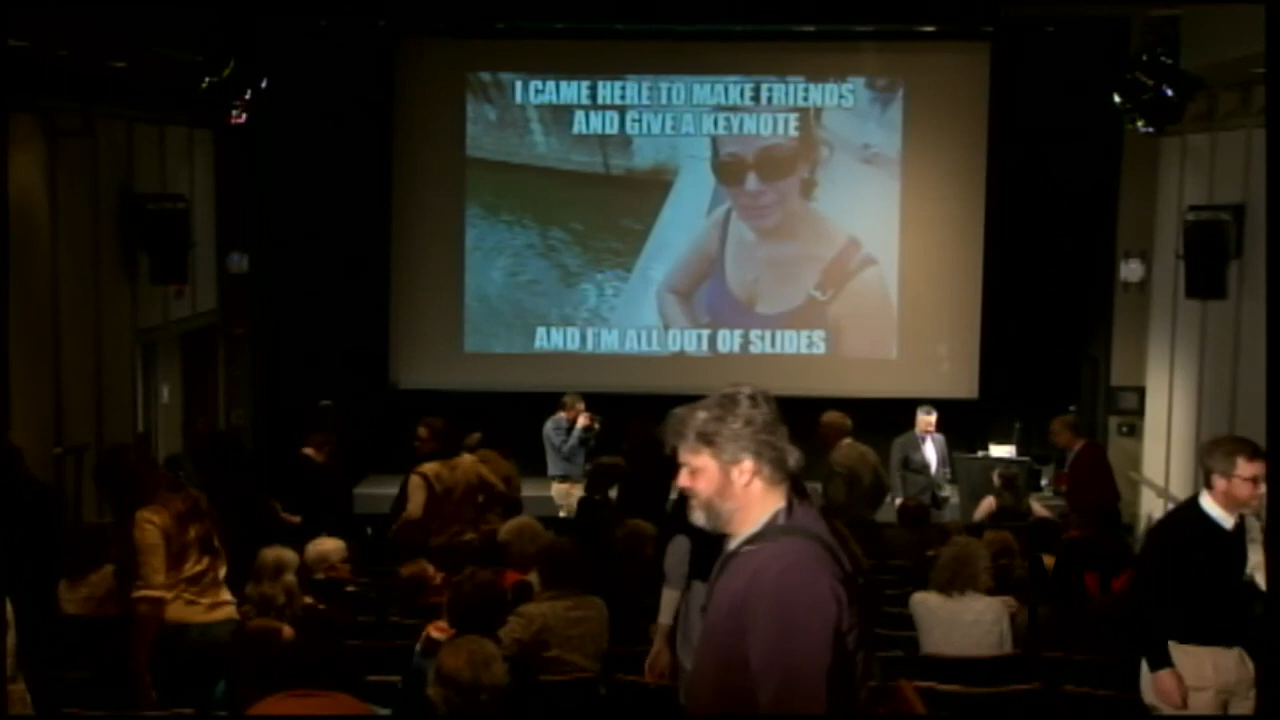 I CAME HERE TO MAKE FRIENDS
AND GIVE A KEYNOTE
AND I'M ALL OUT OF SLIDES